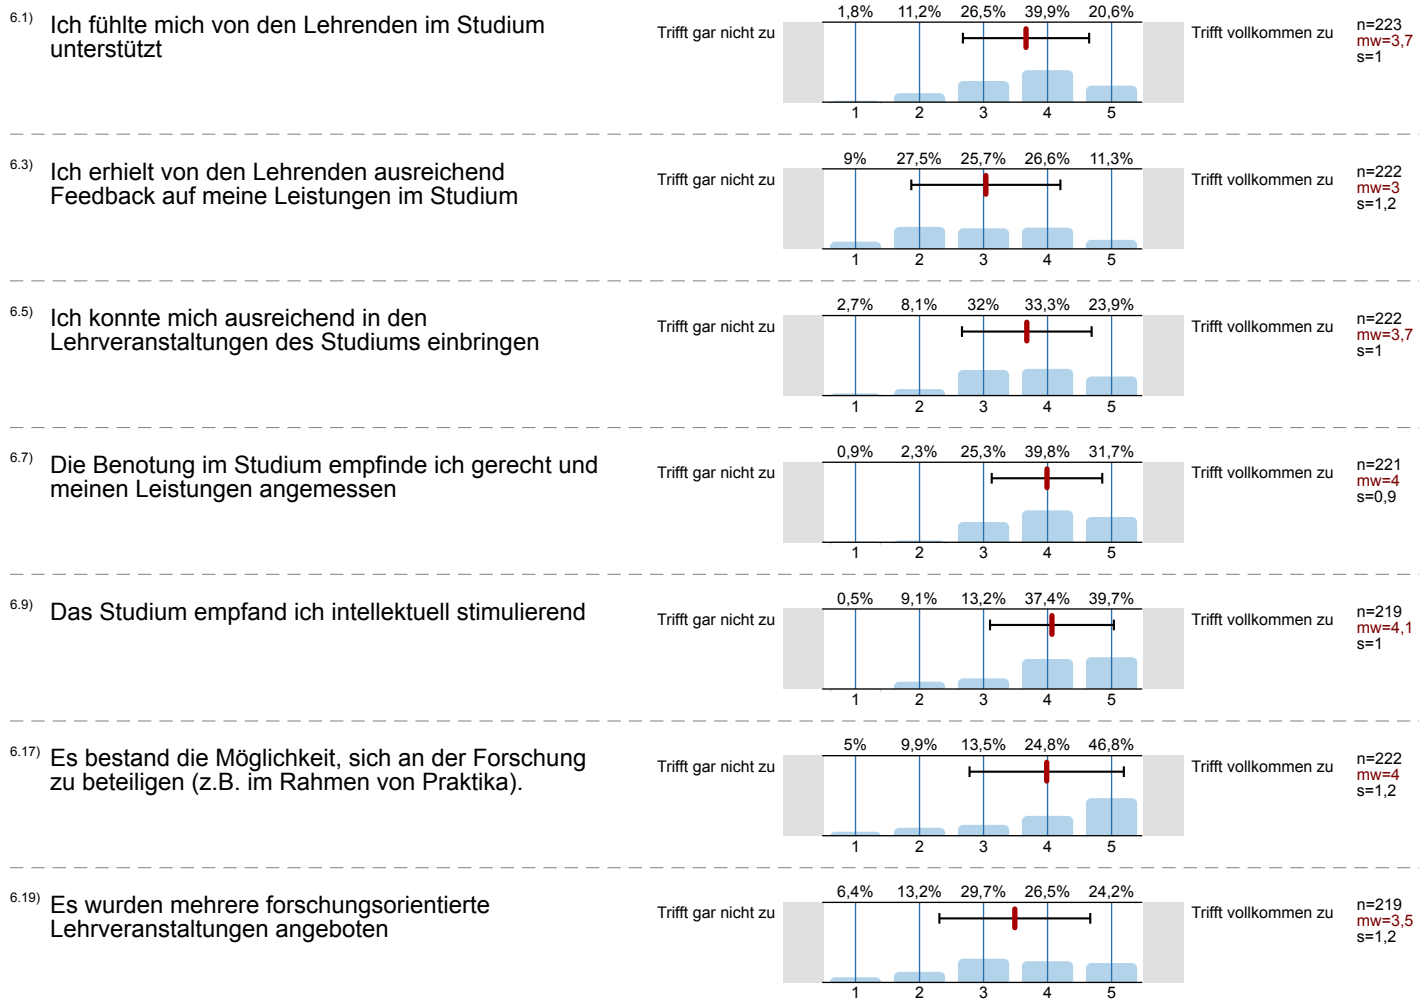 6.1) Ich fühlte mich von den Lehrenden im Studium
unterstützt
Trifft gar nicht zu
1,8% 11,2% 26,5% 39,9% 20,6%
1 2 3 4 5
Trifft vollkommen zu
n=223
mw=3,7
s=1
6.3) Ich erhielt von den Lehrenden ausreichend
Feedback auf meine Leistungen im Studium
Trifft gar nicht zu
9% 27,5% 25,7% 26,6% 11,3%
1 2 3 4 5
Trifft vollkommen zu
n=222
mw=3
s=1,2
6.5) Ich konnte mich ausreichend in den
Lehrveranstaltungen des Studiums einbringen
Trifft gar nicht zu
2,7% 8,1% 32% 33,3% 23,9%
1 2 3 4 5
Trifft vollkommen zu
n=222
mw=3,7
s=1
6.7) Die Benotung im Studium empfinde ich gerecht und
meinen Leistungen angemessen
Trifft gar nicht zu
0,9% 2,3% 25,3% 39,8% 31,7%
1 2 3 4 5
Trifft vollkommen zu
n=221
mw=4
s=0,9
6.9) Das Studium empfand ich intellektuell stimulierend
Trifft gar nicht zu
0,5% 9,1% 13,2% 37,4% 39,7%
1 2 3 4 5
Trifft vollkommen zu
n=219
mw=4,1
s=1
6.17) Es bestand die Möglichkeit, sich an der Forschung
zu beteiligen (z.B. im Rahmen von Praktika).
Trifft gar nicht zu
5% 9,9% 13,5% 24,8% 46,8%
1 2 3 4 5
Trifft vollkommen zu
n=222
mw=4
s=1,2
6.19) Es wurden mehrere forschungsorientierte
Lehrveranstaltungen angeboten
Trifft gar nicht zu
6,4% 13,2% 29,7% 26,5% 24,2%
1 2 3 4 5
Trifft vollkommen zu
n=219
mw=3,5
s=1,2